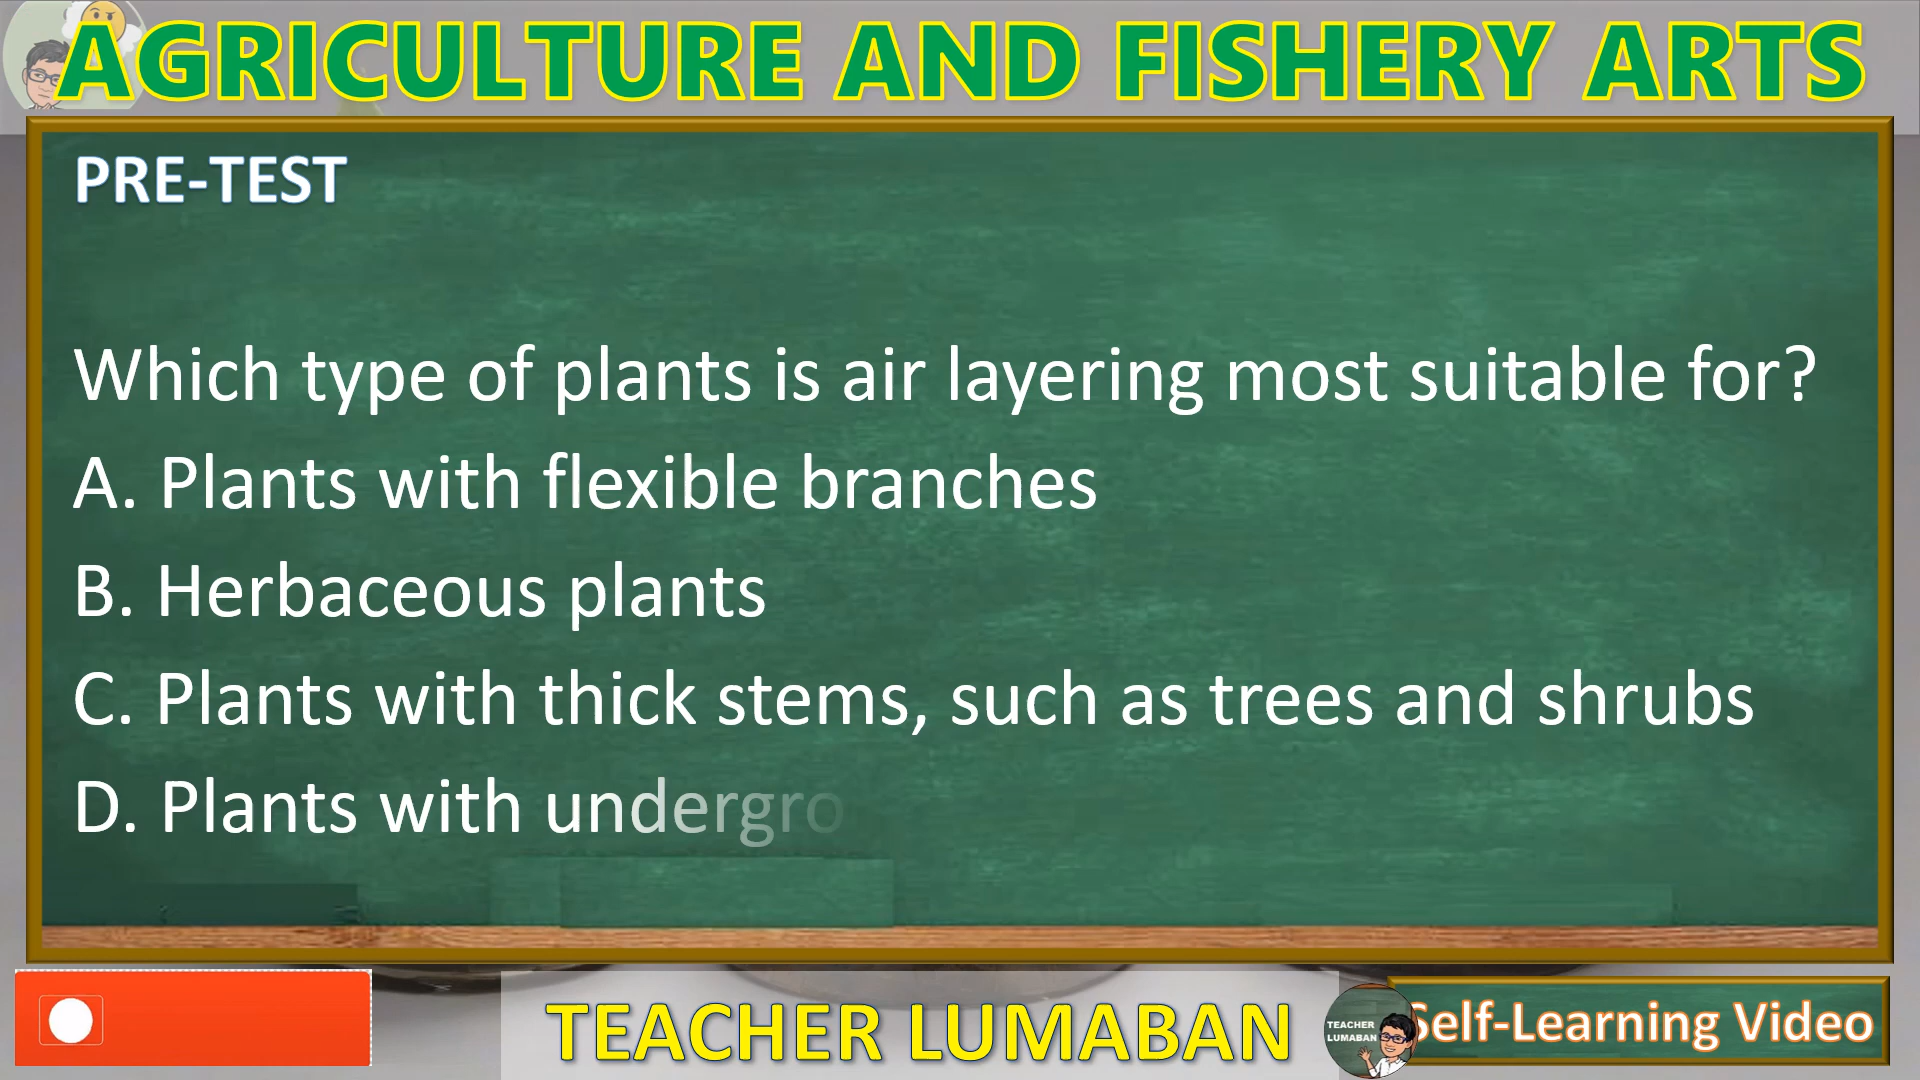 AGRICULTURE AND FISHERY ARTS
PRE-TEST
Which type of plants is air layering most suitable for?
A. Plants with flexible branches
B. Herbaceous plants
C. Plants with thick stems, such as trees and shrubs
D. Plants with undergro
TEACHER LUMABAN
TEACHER
LUMABAN
Self-Learning Video